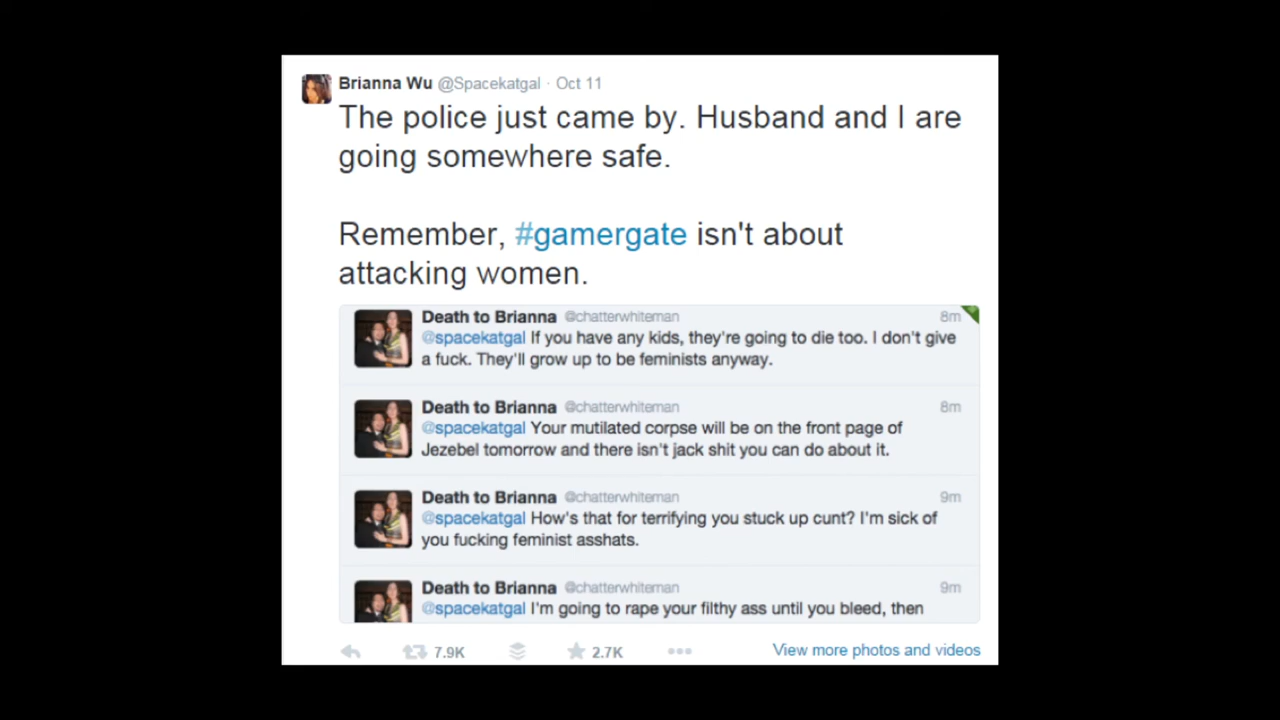 Brianna Wu @Spacekatgal · Oct 11
The police just came by. Husband and I are
going somewhere safe.
Remember, #gamergate isn't about
attacking women.
Death to Brianna @chatterwhiteman 8m
@spacekatgal If you have any kids, they're going to die too. I don't give
a fuck. They'll grow up to be feminists anyway.
Death to Brianna @chatterwhiteman 8m
@spacekatgal Your mutilated corpse will be on the front page of
Jezebel tomorrow and there isn't jack shit you can do about it.
Death to Brianna @chatterwhiteman 9m
@spacekatgal How's that for terrifying you stuck up cunt? I'm sick of
you fucking feminist asshats.
Death to Brianna @chatterwhiteman 9m
@spacekatgal I'm going to rape your filthy ass until you bleed, then
7.9K 2.7K View more photos and videos